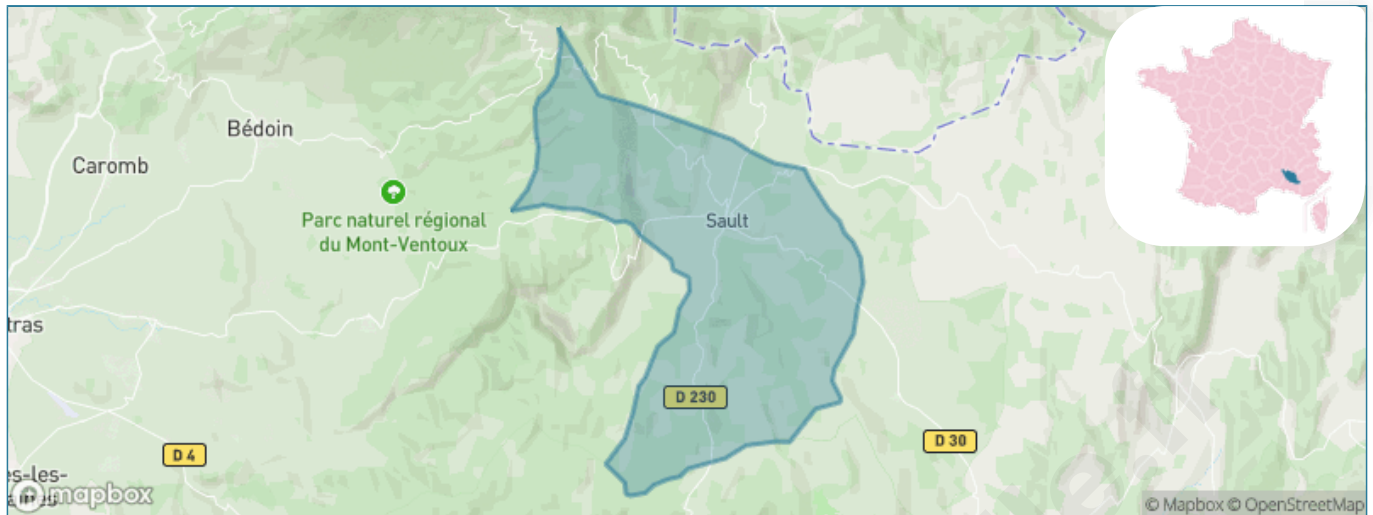 Bédoin
Caromb
Parc naturel régional
du Mont-Ventoux
Sault
tras
D 230
D 4
D 30
es-les-
mapbox
© Mapbox © OpenStreetMap